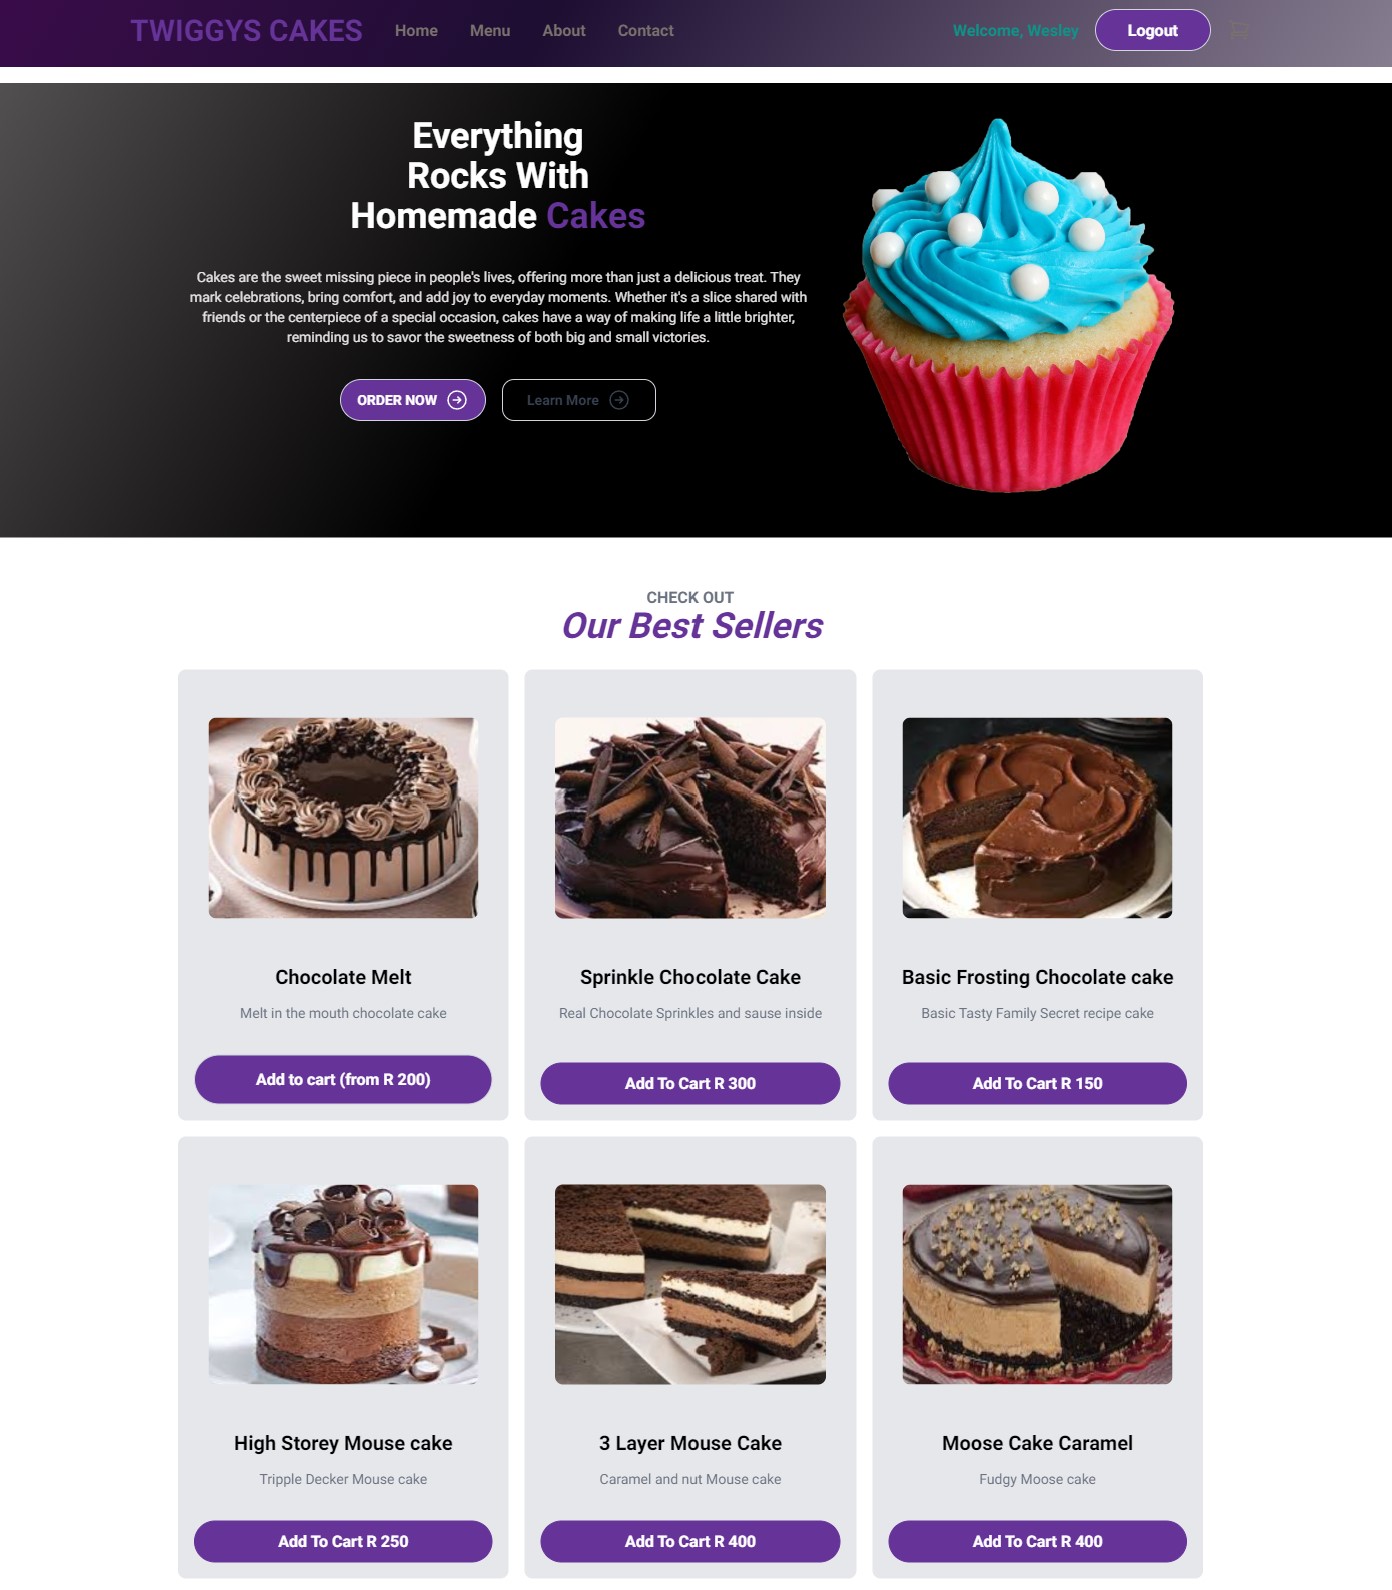 TWIGGYS CAKES Home Menu About Contact Welcome, Wesley Logout
Everything
Rocks With
Homemade Cakes
Cakes are the sweet missing piece in people's lives, offering more than just a delicious treat. They
mark celebrations, bring comfort, and add joy to everyday moments. Whether it's a slice shared with
friends or the centerpiece of a special occasion, cakes have a way of making life a little brighter,
reminding us to savor the sweetness of both big and small victories.
ORDER NOW Learn More
CHECK OUT
Our Best Sellers
Chocolate Melt
Melt in the mouth chocolate cake
Add to cart (from R 200)
Sprinkle Chocolate Cake
Real Chocolate Sprinkles and sause inside
Add To Cart R 300
Basic Frosting Chocolate cake
Basic Tasty Family Secret recipe cake
Add To Cart R 150
High Storey Mouse cake
Tripple Decker Mouse cake
Add To Cart R 250
3 Layer Mouse Cake
Caramel and nut Mouse cake
Add To Cart R 400
Moose Cake Caramel
Fudgy Moose cake
Add To Cart R 400